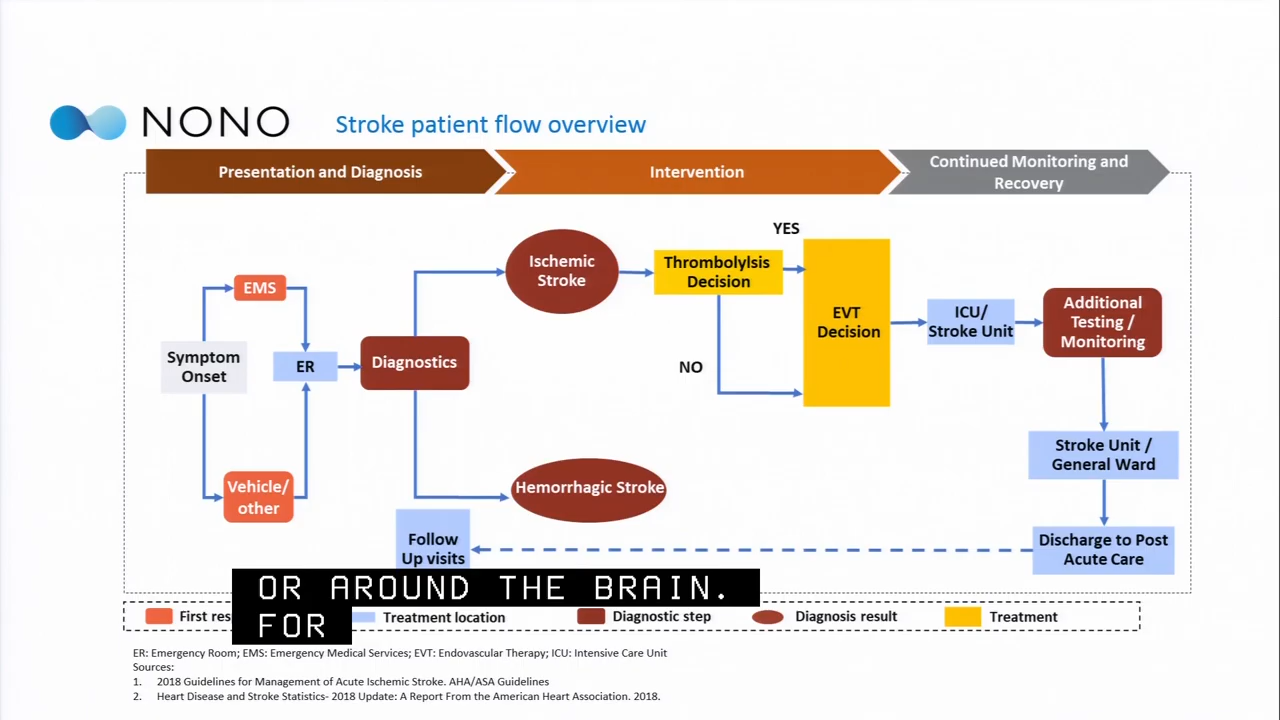 NONO
Stroke patient flow overview
Presentation and Diagnosis
Intervention
Continued Monitoring and
Recovery
YES
Ischemic
Stroke
Thrombolylsis
Decision
EMS
EVT
Decision
ICU/
Stroke Unit
Additional
Testing /
Monitoring
Symptom
Onset
ER
Diagnostics
NO
Stroke Unit /
General Ward
Vehicle/
other
Hemorrhagic Stroke
Follow
Up visits
Discharge to Post
Acute Care
OR AROUND THE BRAIN.
FOR
First
Treatment location
Diagnostic step
Diagnosis result
Treatment
ER: Emergency Room; EMS: Emergency Medical Services; EVT: Endovascular Therapy; ICU: Intensive Care Unit
Sources:
1. 2018 Guidelines for Management of Acute Ischemic Stroke. AHA/ASA Guidelines
2. Heart Disease and Stroke Statistics- 2018 Update: A Report From the American Heart Association. 2018.